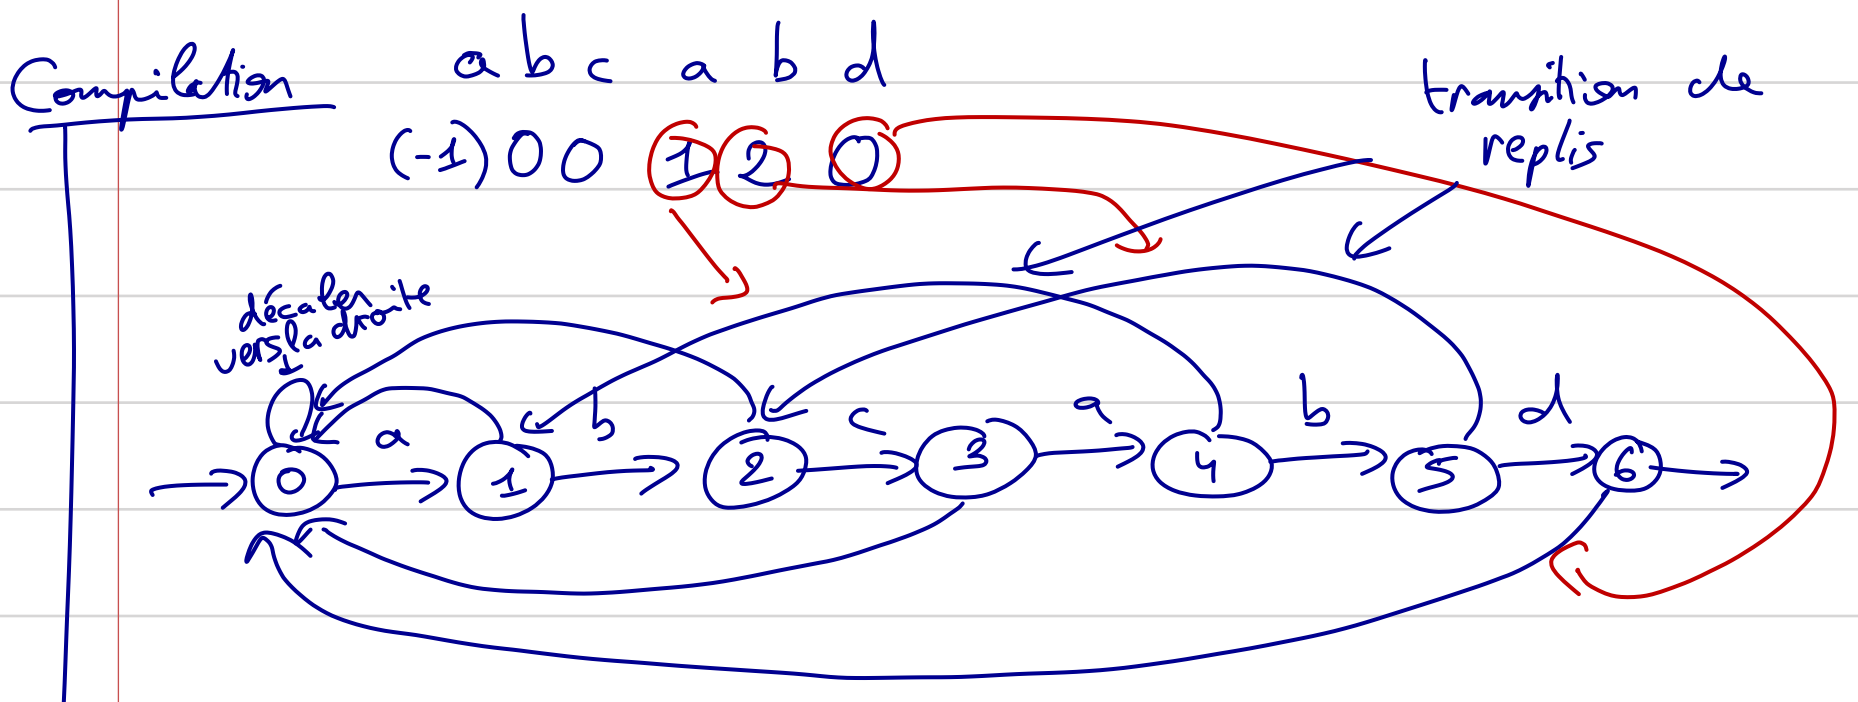 Compilation
a b c a b d
(-1) 0 0 1 2 0
transition de
replis
décaler
vers la droite
a b c a b d
0 1 2 3 4 5 6